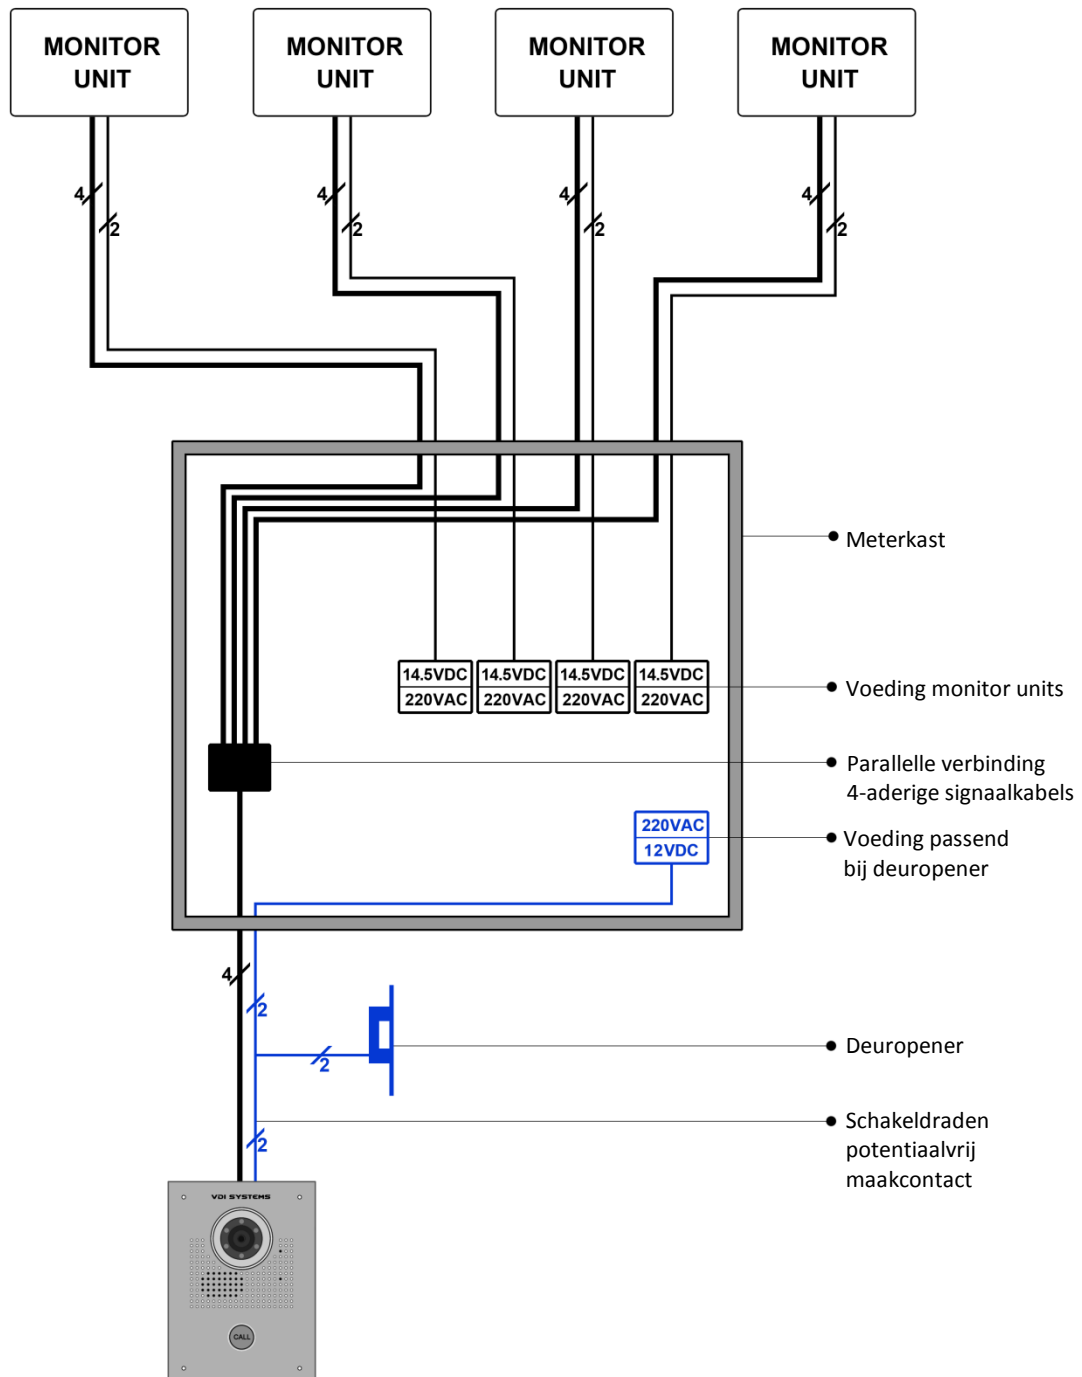 MONITOR
UNIT
MONITOR
UNIT
MONITOR
UNIT
MONITOR
UNIT
4
2
4
2
4
2
4
2
Meterkast
14.5VDC
220VAC
14.5VDC
220VAC
14.5VDC
220VAC
14.5VDC
220VAC
Voeding monitor units
Parallelle verbinding
4-aderige signaalkabels
220VAC
12VDC
Voeding passend
bij deuropener
4
2
2
Deuropener
2
Schakeldraden
potentiaalvrij
maakcontact
VDI SYSTEMS
CALL